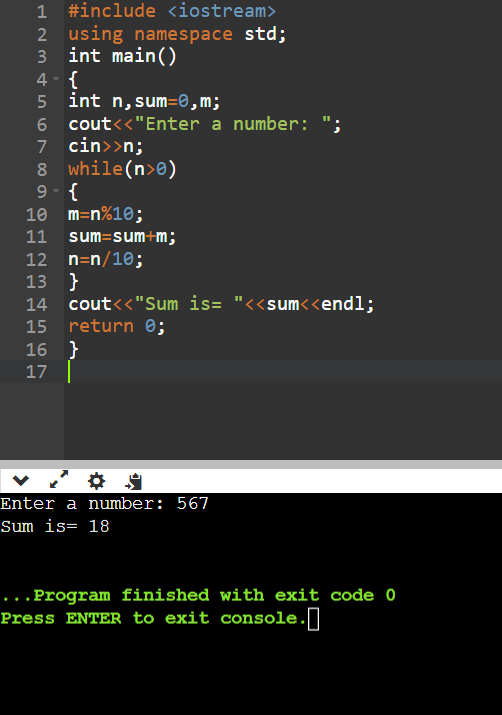 1 #include <iostream>
2 using namespace std;
3 int main()
4 {
5 int n,sum=0,m;
6 cout<<"Enter a number: ";
7 cin>>n;
8 while(n>0)
9 {
10 m=n%10;
11 sum=sum+m;
12 n=n/10;
13 }
14 cout<<"Sum is= "<<sum<<endl;
15 return 0;
16 }
17
Enter a number: 567
Sum is= 18
...Program finished with exit code 0
Press ENTER to exit console.